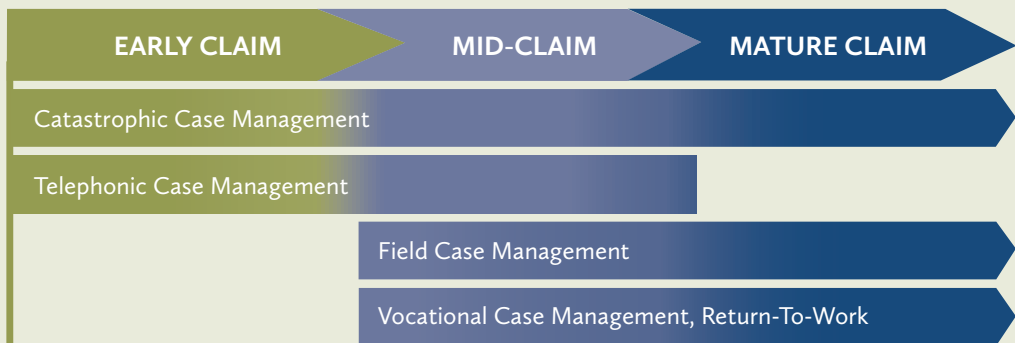 EARLY CLAIM
MID-CLAIM
MATURE CLAIM
Catastrophic Case Management
Telephonic Case Management
Field Case Management
Vocational Case Management, Return-To-Work